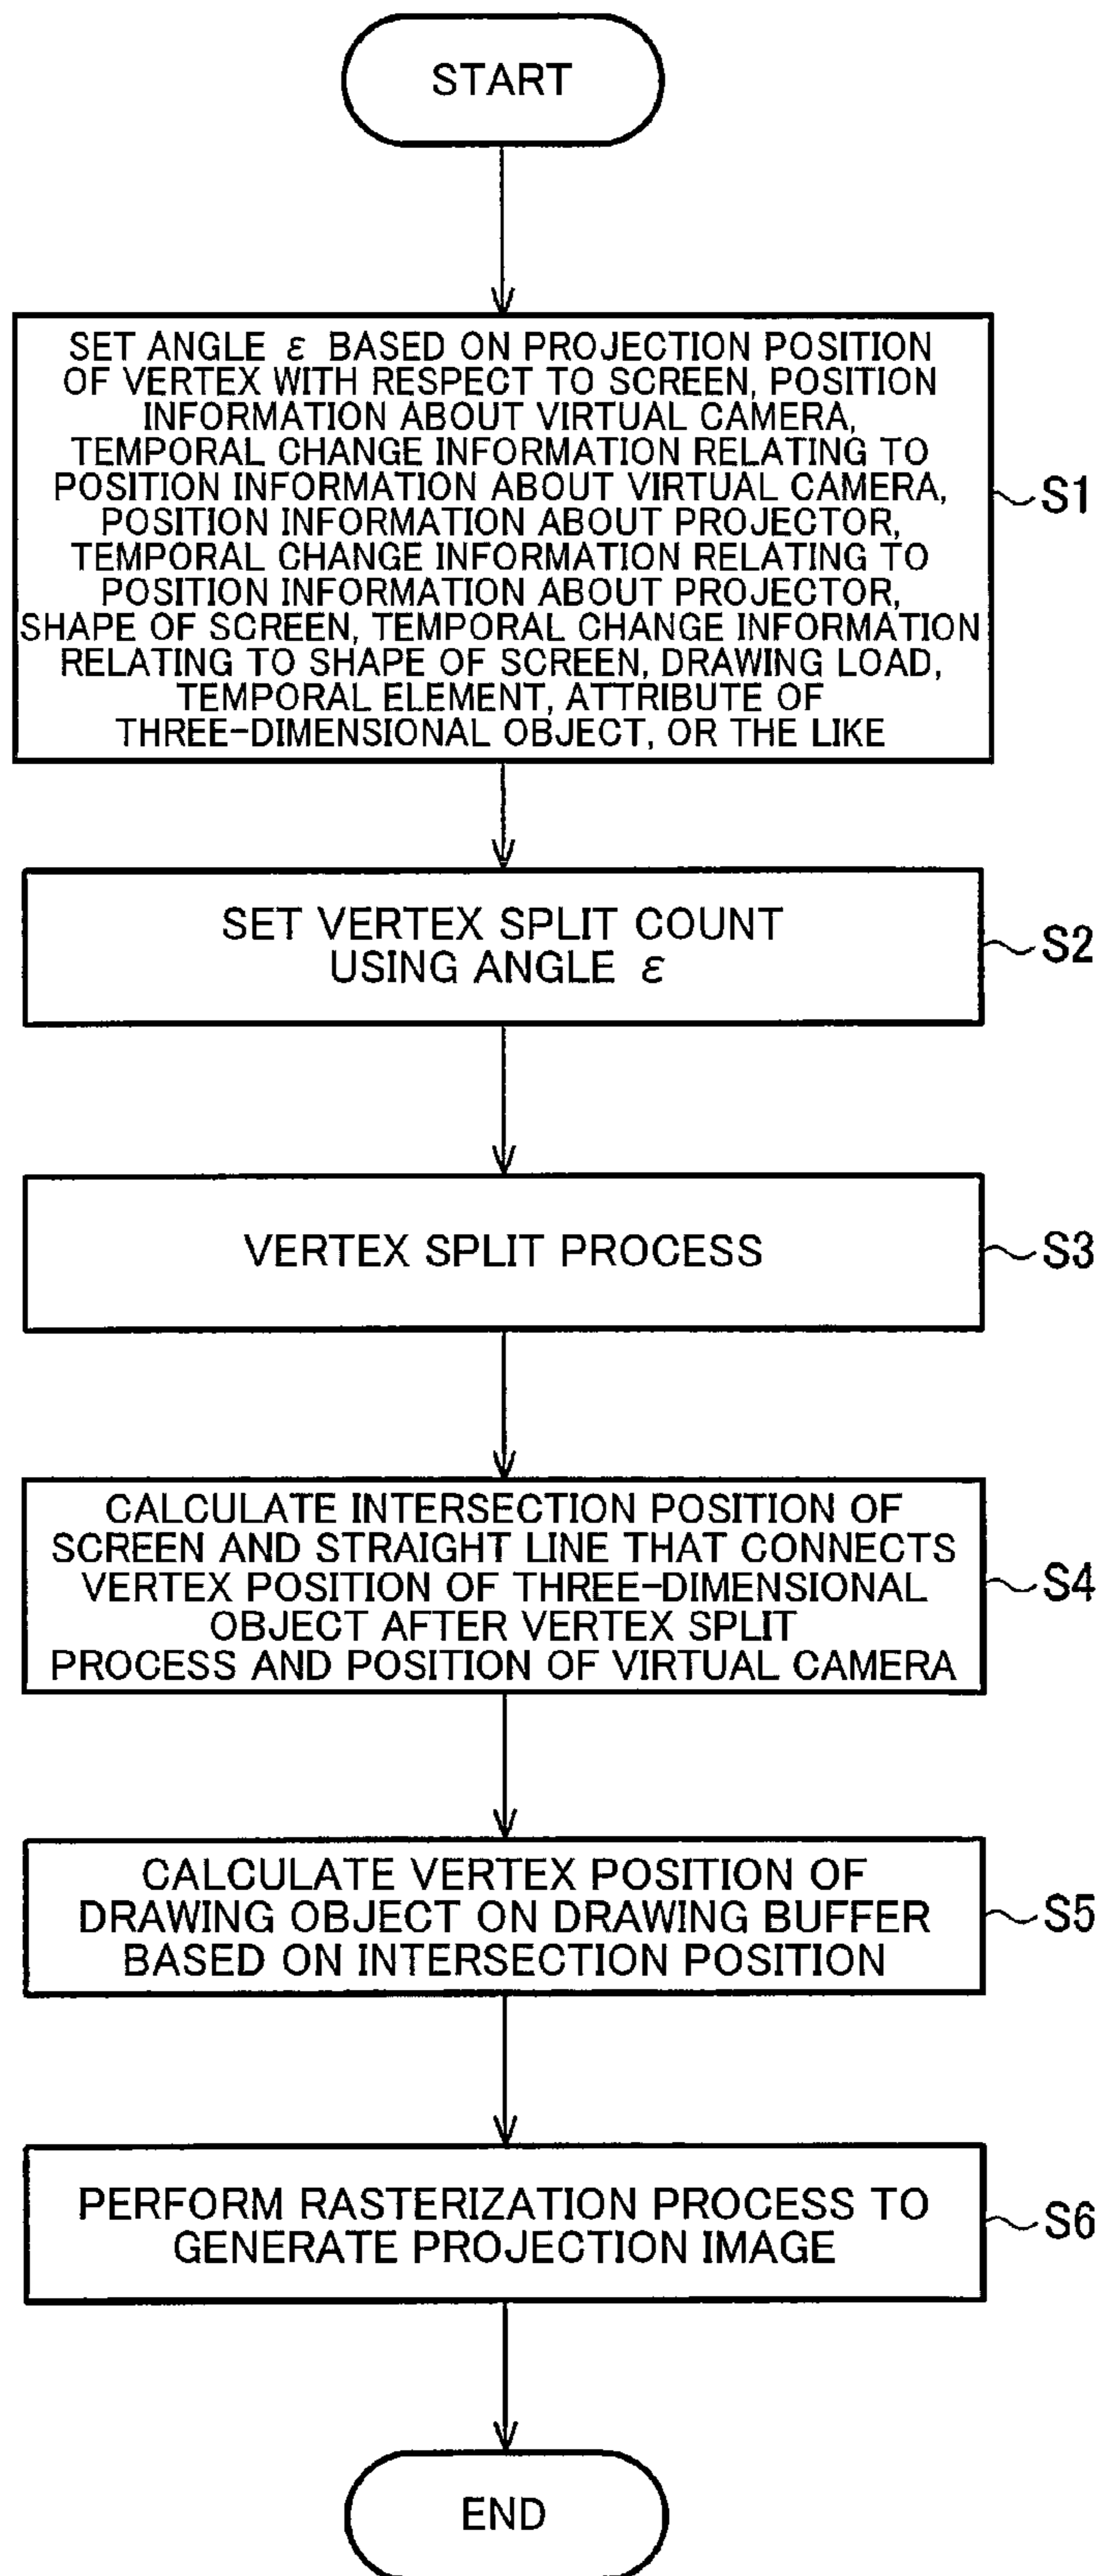 START
SET ANGLE ε BASED ON PROJECTION POSITION
OF VERTEX WITH RESPECT TO SCREEN, POSITION
INFORMATION ABOUT VIRTUAL CAMERA,
TEMPORAL CHANGE INFORMATION RELATING TO
POSITION INFORMATION ABOUT VIRTUAL CAMERA,
POSITION INFORMATION ABOUT PROJECTOR,
TEMPORAL CHANGE INFORMATION RELATING TO
POSITION INFORMATION ABOUT PROJECTOR,
SHAPE OF SCREEN, TEMPORAL CHANGE INFORMATION
RELATING TO SHAPE OF SCREEN, DRAWING LOAD,
TEMPORAL ELEMENT, ATTRIBUTE OF
THREE-DIMENSIONAL OBJECT, OR THE LIKE
S1
SET VERTEX SPLIT COUNT
USING ANGLE ε
S2
VERTEX SPLIT PROCESS
S3
CALCULATE INTERSECTION POSITION OF
SCREEN AND STRAIGHT LINE THAT CONNECTS
VERTEX POSITION OF THREE-DIMENSIONAL
OBJECT AFTER VERTEX SPLIT
PROCESS AND POSITION OF VIRTUAL CAMERA
S4
CALCULATE VERTEX POSITION OF
DRAWING OBJECT ON DRAWING BUFFER
BASED ON INTERSECTION POSITION
S5
PERFORM RASTERIZATION PROCESS TO
GENERATE PROJECTION IMAGE
S6
END